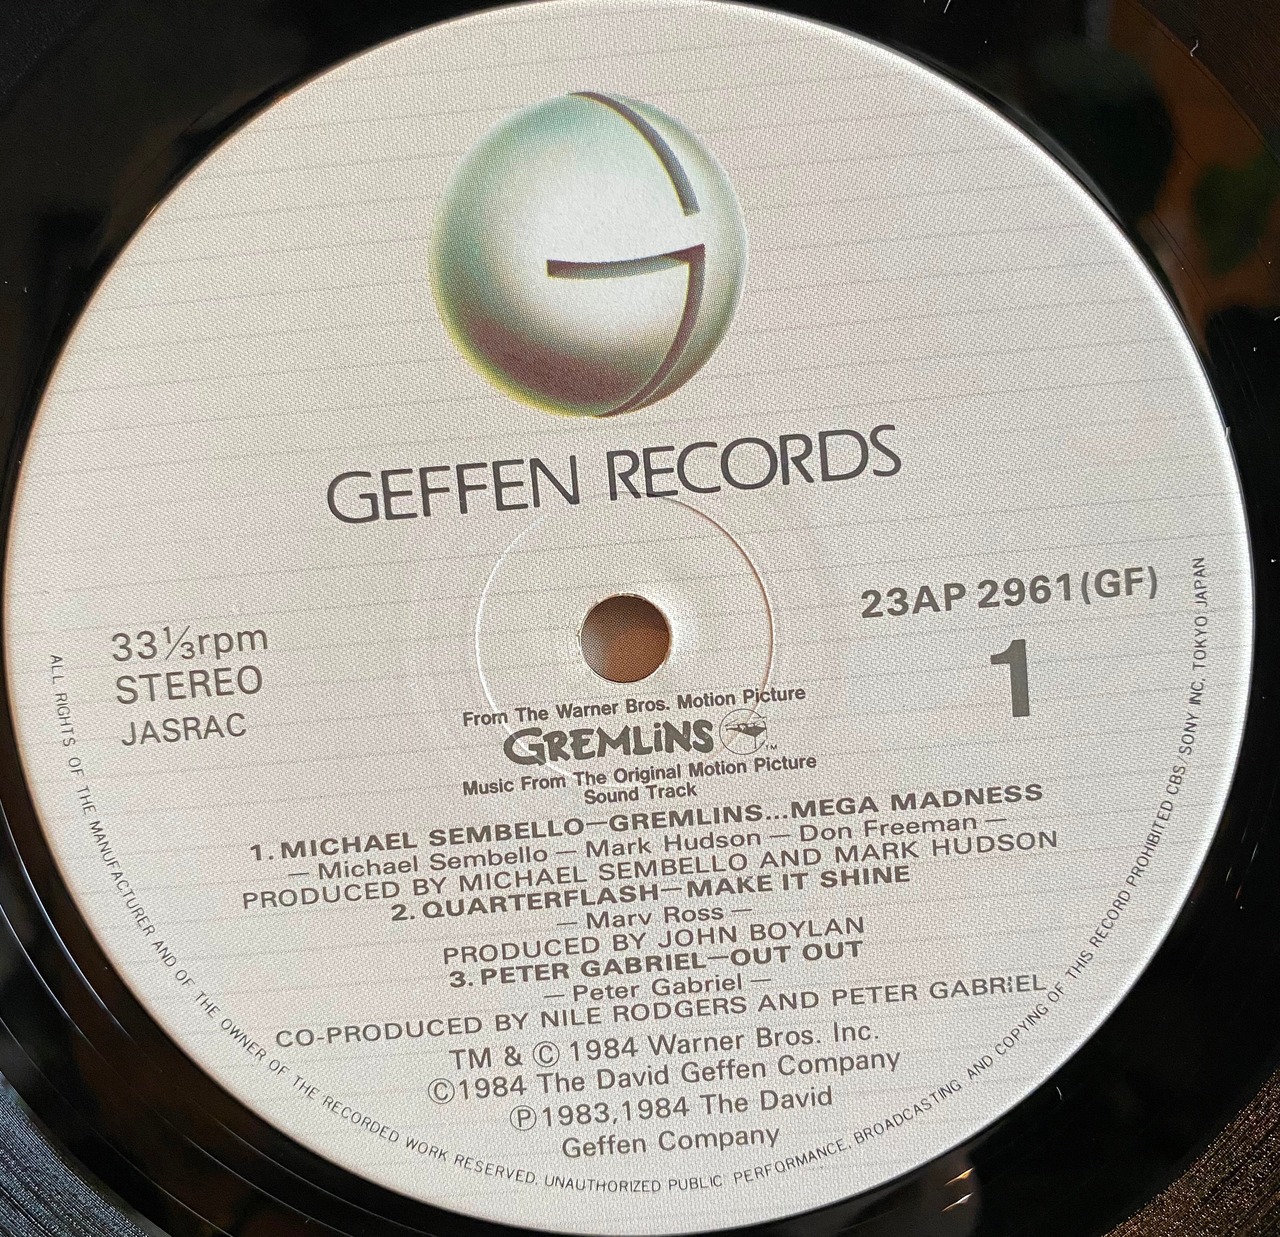 GEFFEN RECORDS
23AP 2961(GF)
1
33⅓rpm
STEREO
JASRAC
From The Warner Bros. Motion Picture
GREMLiNS TM
Music From The Original Motion Picture
Sound Track
1. MICHAEL SEMBELLO—GREMLINS...MEGA MADNESS
— Michael Sembello — Mark Hudson — Don Freeman —
PRODUCED BY MICHAEL SEMBELLO AND MARK HUDSON
2. QUARTERFLASH—MAKE IT SHINE
— Marv Ross —
PRODUCED BY JOHN BOYLAN
3. PETER GABRIEL—OUT OUT
— Peter Gabriel —
CO-PRODUCED BY NILE RODGERS AND PETER GABRIEL
TM & Ⓒ 1984 Warner Bros. Inc.
Ⓒ1984 The David Geffen Company
Ⓟ1983,1984 The David
Geffen Company
ALL RIGHTS OF THE MANUFACTURER AND OF THE OWNER OF THE RECORDED WORK RESERVED. UNAUTHORIZED PUBLIC PERFORMANCE, BROADCASTING AND COPYING OF THIS RECORD PROHIBITED CBS/SONY INC. TOKYO JAPAN